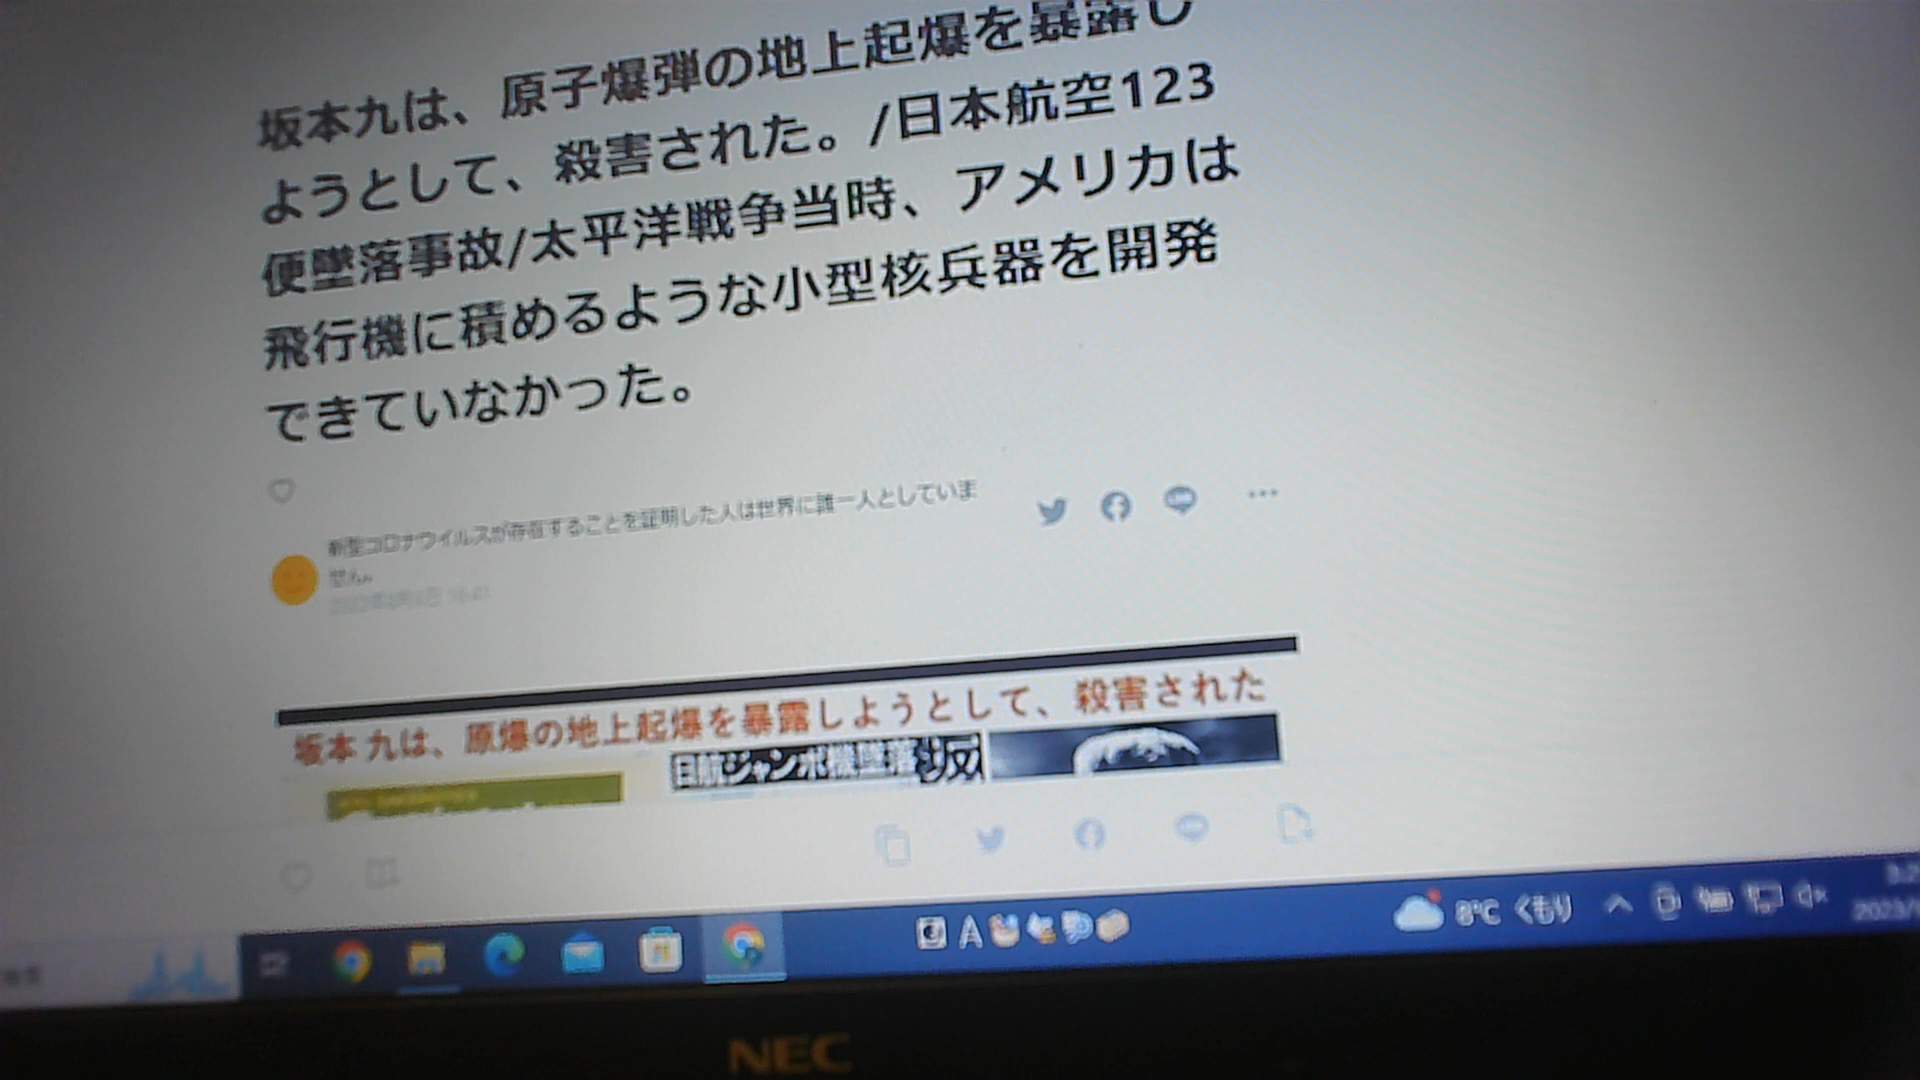 坂本九は、原子爆弾の地上起爆を暴露し
ようとして、殺害された。/日本航空123
便墜落事故/太平洋戦争当時、アメリカは
飛行機に積めるような小型核兵器を開発
できていなかった。
新型コロナウイルスが存在することを証明した人は世界に誰一人としていま
せん。
坂本九は、原爆の地上起爆を暴露しようとして、殺害された
日航ジャンボ機墜落 坂
A
8°C くもり
NEC